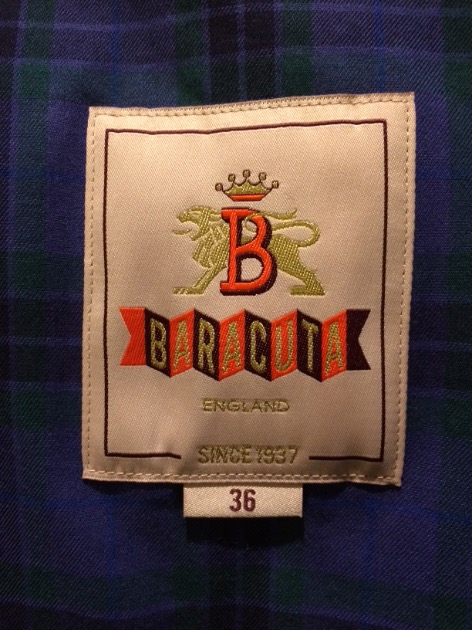 B
BARACUTA
ENGLAND
SINCE 1937
36